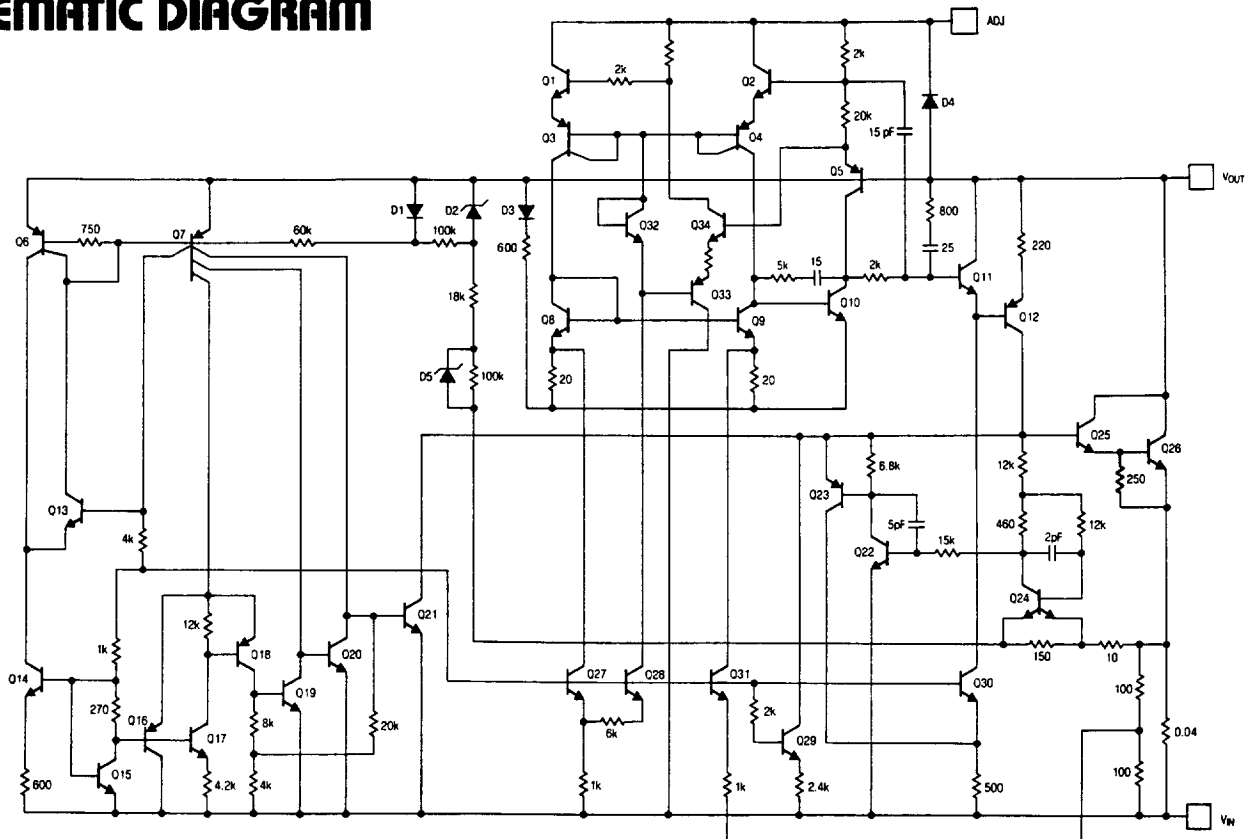 EMATIC DIAGRAM
ADJ
Q1
2k
Q2
2k
D4
Q3
Q4
20k
15 pF
Q5
VOUT
Q6
750
Q7
60k
D1
100k
D2
D3
600
Q32
Q34
800
25
220
18k
5k
15
2k
Q11
Q33
Q10
Q12
Q8
Q9
D5
100k
20
20
Q25
Q26
250
6.8k
12k
Q23
460
12k
Q13
4k
5pF
15k
2pF
Q22
Q24
150
10
1k
12k
Q18
Q20
Q21
Q14
270
Q16
Q17
8k
Q19
20k
Q27
Q28
Q31
Q30
2k
6k
Q29
100
0.04
600
Q15
4.2k
4k
1k
1k
2.4k
500
100
VIN